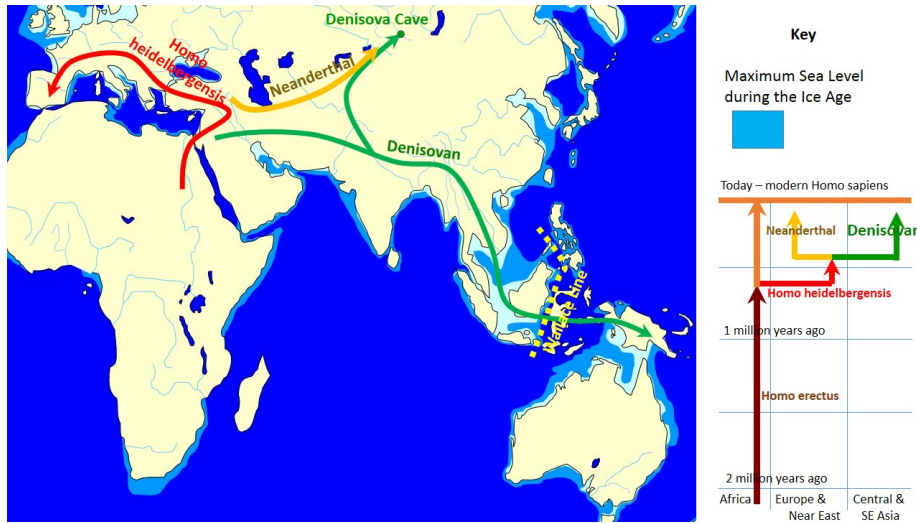 Denisova Cave
Homo
heidelbergensis
Neanderthal
Denisovan
Wallace Line
Key
Maximum Sea Level
during the Ice Age
Today – modern Homo sapiens
Neanderthal
Denisovan
Homo heidelbergensis
1 million years ago
Homo erectus
2 million years ago
Africa
Europe &
Near East
Central &
SE Asia